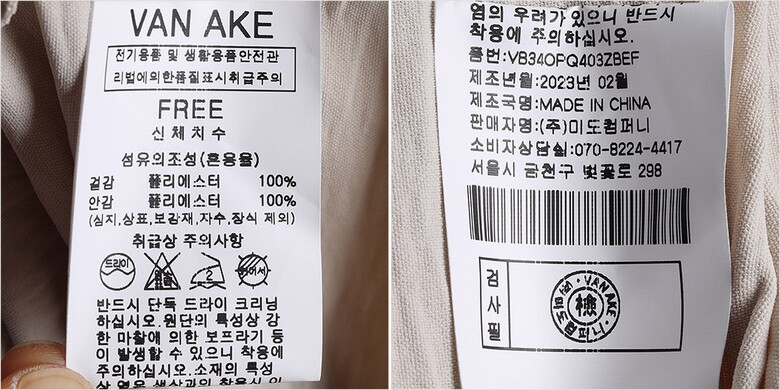 VAN AKE
전기용품 및 생활용품안전관
리법에의한품질표시취급주의
FREE
신체치수
섬유의조성(혼용율)
겉감 폴리에스터 100%
안감 폴리에스터 100%
(심지,상표,보강재,자수,장식 제외)
취급상 주의사항
드라이
반드시 단독 드라이 크리닝
하십시오.원단의 특성상 강
한 마찰에 의한 보프라기 등
이 발생할 수 있으니 착용에
주의하십시오.소재의 특성
염의 우려가 있으니 반드시
착용에 주의하십시오.
품번:VB34OPQ403ZBEF
제조년월:2023년 02월
제조국명:MADE IN CHINA
판매자명:(주)미도컴퍼니
소비자상담실:070-8224-4417
서울시 금천구 벚꽃로 298
검사필
VAN AKE
檢
㈜미도컴퍼니